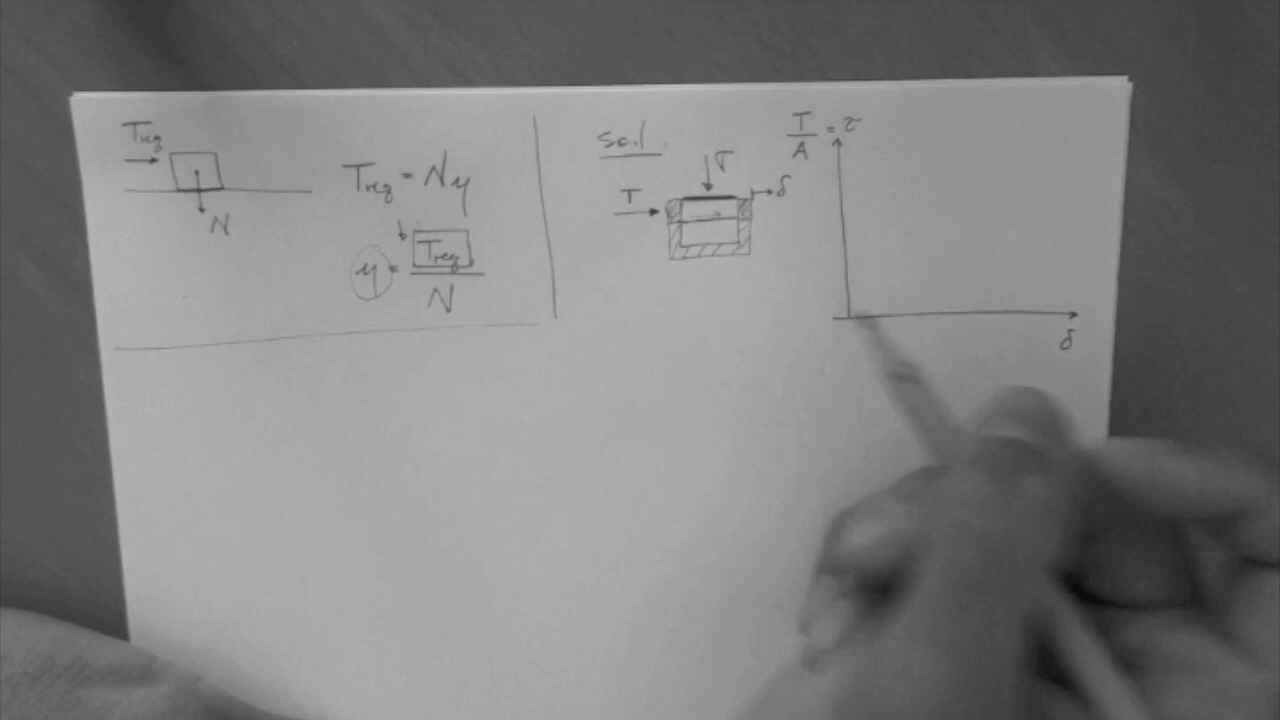 Treq
N
Treq = Nμ
μ = Treq / N
soil
T
σ
δ
T/A = τ
δ